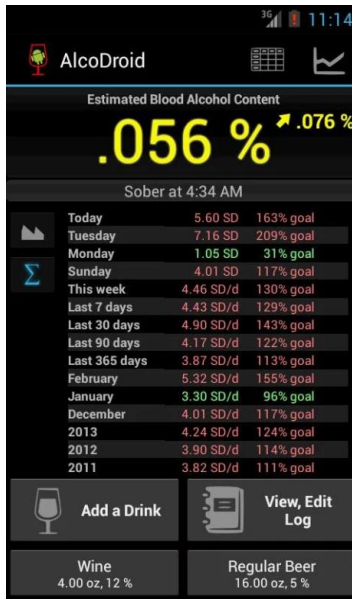 3G 11:14
AlcoDroid
Estimated Blood Alcohol Content
.056 % .076 %
Sober at 4:34 AM
Today 5.60 SD 163% goal
Tuesday 7.16 SD 209% goal
Monday 1.05 SD 31% goal
Σ Sunday 4.01 SD 117% goal
This week 4.46 SD/d 130% goal
Last 7 days 4.43 SD/d 129% goal
Last 30 days 4.90 SD/d 143% goal
Last 90 days 4.17 SD/d 122% goal
Last 365 days 3.87 SD/d 113% goal
February 5.32 SD/d 155% goal
January 3.30 SD/d 96% goal
December 4.01 SD/d 117% goal
2013 4.24 SD/d 124% goal
2012 3.90 SD/d 114% goal
2011 3.82 SD/d 111% goal
Add a Drink
View, Edit
Log
Wine
4.00 oz, 12 %
Regular Beer
16.00 oz, 5 %